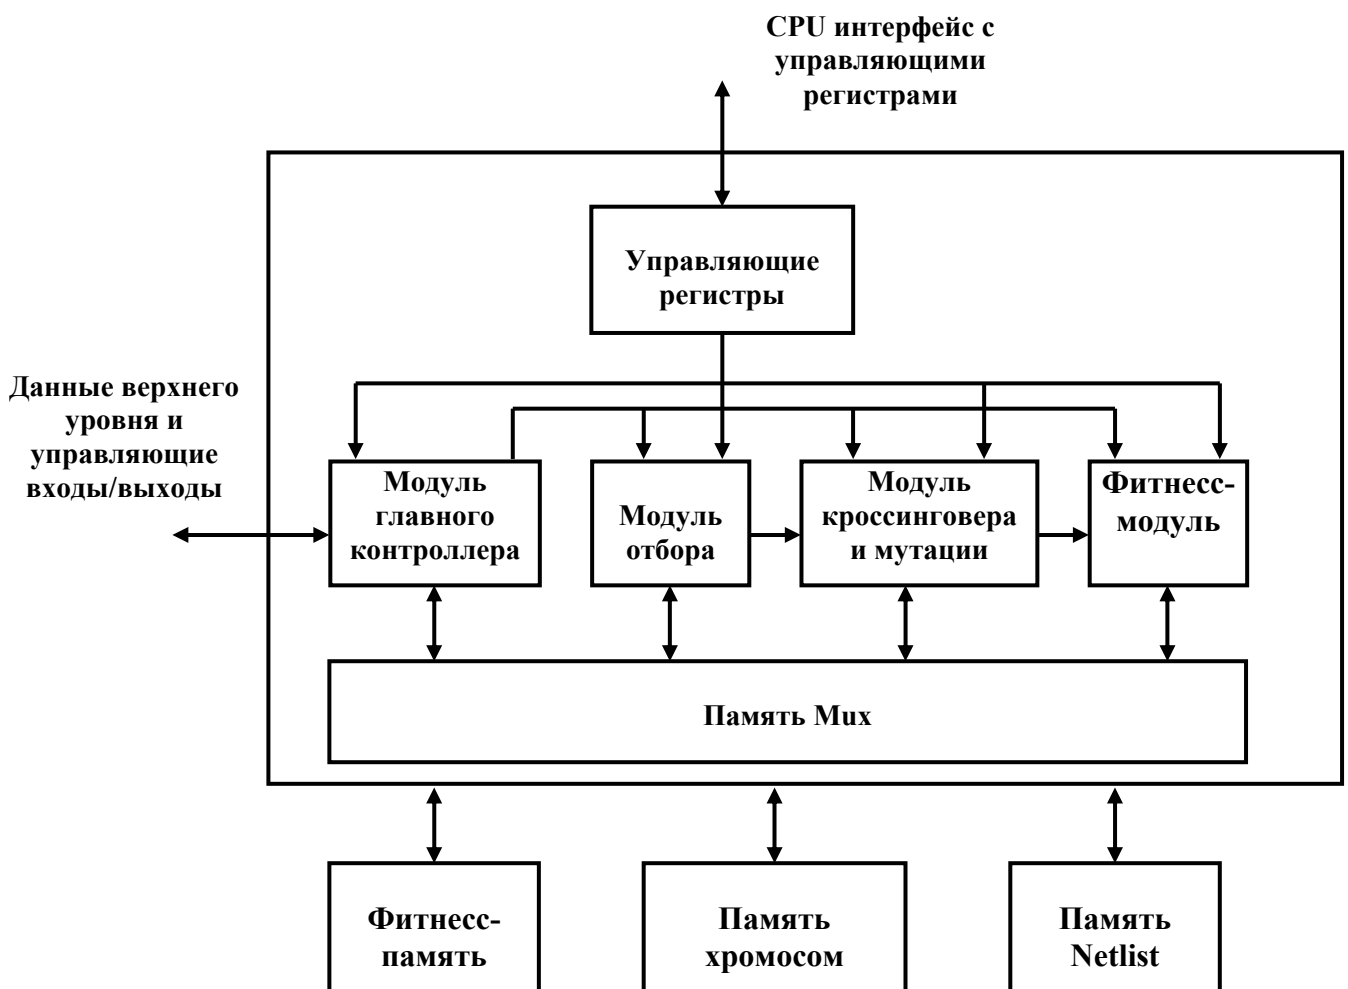 CPU интерфейс с
управляющими
регистрами
Управляющие
регистры
Данные верхнего
уровня и
управляющие
входы/выходы
Модуль
главного
контроллера
Модуль
отбора
Модуль
кроссинговера
и мутации
Фитнесс-
модуль
Память Mux
Фитнесс-
память
Память
хромосом
Память
Netlist